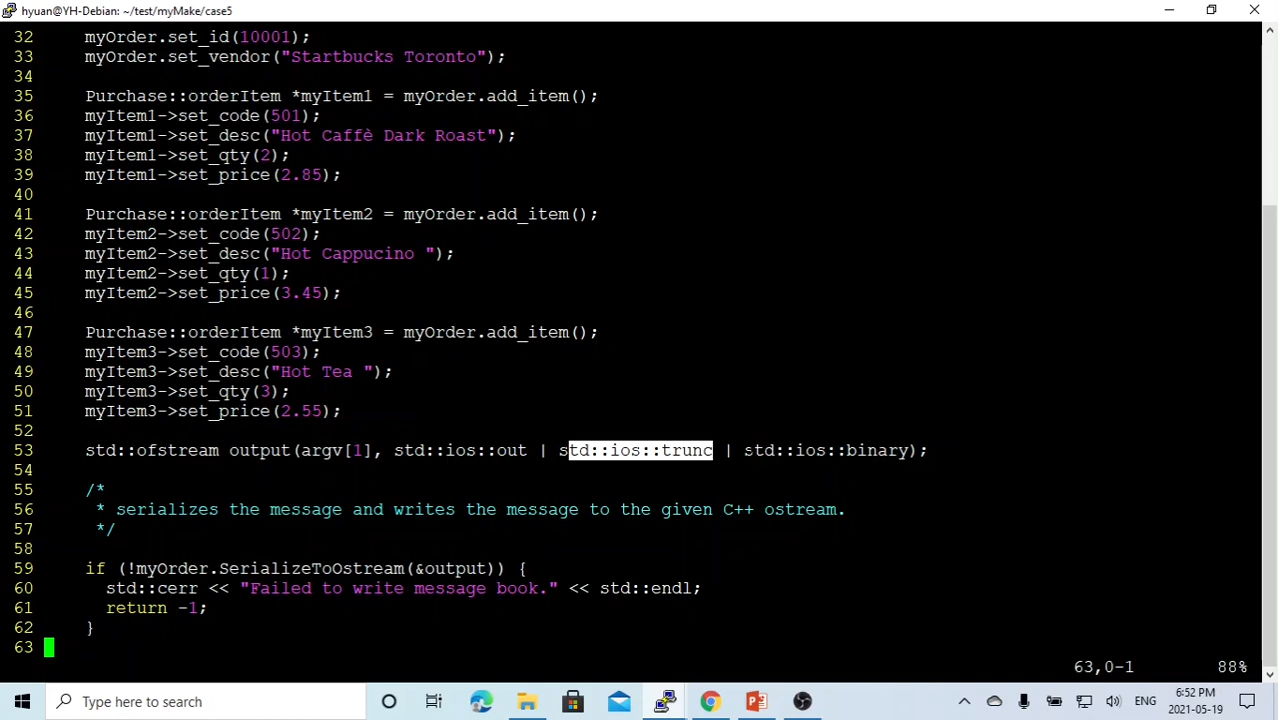 hyuan@YH-Debian: ~/test/myMake/case5
32 myOrder.set_id(10001);
33 myOrder.set_vendor("Startbucks Toronto");
34
35 Purchase::orderItem *myItem1 = myOrder.add_item();
36 myItem1->set_code(501);
37 myItem1->set_desc("Hot Caffè Dark Roast");
38 myItem1->set_qty(2);
39 myItem1->set_price(2.85);
40
41 Purchase::orderItem *myItem2 = myOrder.add_item();
42 myItem2->set_code(502);
43 myItem2->set_desc("Hot Cappucino ");
44 myItem2->set_qty(1);
45 myItem2->set_price(3.45);
46
47 Purchase::orderItem *myItem3 = myOrder.add_item();
48 myItem3->set_code(503);
49 myItem3->set_desc("Hot Tea ");
50 myItem3->set_qty(3);
51 myItem3->set_price(2.55);
52
53 std::ofstream output(argv[1], std::ios::out | std::ios::trunc | std::ios::binary);
54
55 /*
56 * serializes the message and writes the message to the given C++ ostream.
57 */
58
59 if (!myOrder.SerializeToOstream(&output)) {
60 std::cerr << "Failed to write message book." << std::endl;
61 return -1;
62 }
63
63,0-1 88%
Type here to search
ENG
6:52 PM
2021-05-19